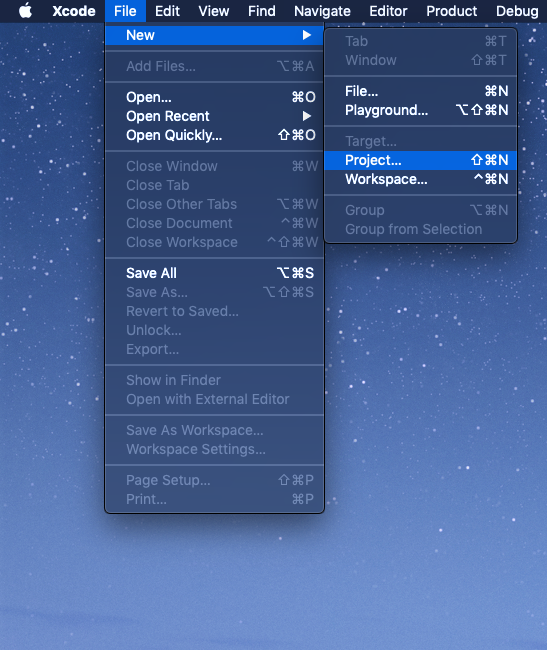 Xcode File Edit View Find Navigate Editor Product Debug
New
Add Files... ⌥⌘A
Open... ⌘O
Open Recent
Open Quickly... ⇧⌘O
Close Window ⌘W
Close Tab
Close Other Tabs ⌥⌘W
Close Document ^⌘W
Close Workspace ^⇧⌘W
Save All ⌥⌘S
Save As... ⌥⇧⌘S
Revert to Saved...
Unlock...
Export...
Show in Finder
Open with External Editor
Save As Workspace...
Workspace Settings...
Page Setup... ⇧⌘P
Print... ⌘P
Tab ⌘T
Window ⇧⌘T
File... ⌘N
Playground... ⌥⇧⌘N
Target...
Project... ⇧⌘N
Workspace... ^⌘N
Group ⌥⌘N
Group from Selection